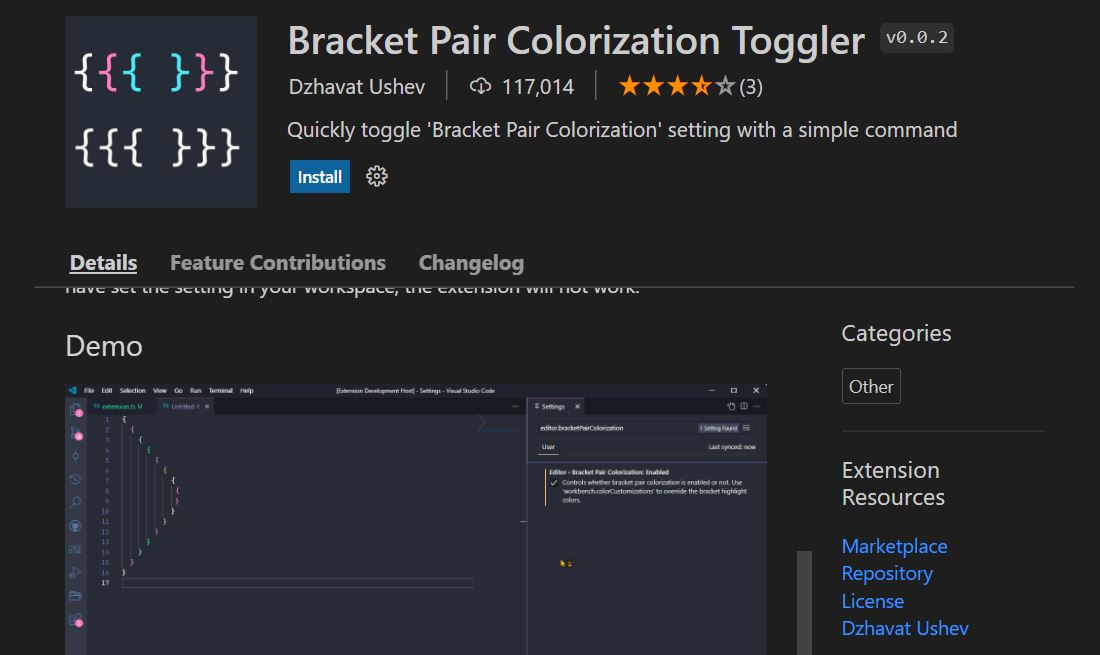 {{{ }}}
{{{ }}}
Bracket Pair Colorization Toggler v0.0.2
Dzhavat Ushev 117,014 (3)
Quickly toggle 'Bracket Pair Colorization' setting with a simple command
Install
Details Feature Contributions Changelog
have set the setting in your workspace, the extension will not work.
Demo
File Edit Selection View Go Run Terminal Help [Extension Development Host] - Settings - Visual Studio Code
extension.ts U Untitled-1
1 {
2 {
3 {
4 {
5 {
6 {
7 {
8 {
9 }
10 }
11 }
12 }
13 }
14 }
15 }
16 }
17
Settings
editor.bracketPairColorization 1 Setting Found
User Last synced: now
Editor › Bracket Pair Colorization: Enabled
Controls whether bracket pair colorization is enabled or not. Use
'workbench.colorCustomizations' to override the bracket highlight
colors.
Categories
Other
Extension
Resources
Marketplace
Repository
License
Dzhavat Ushev